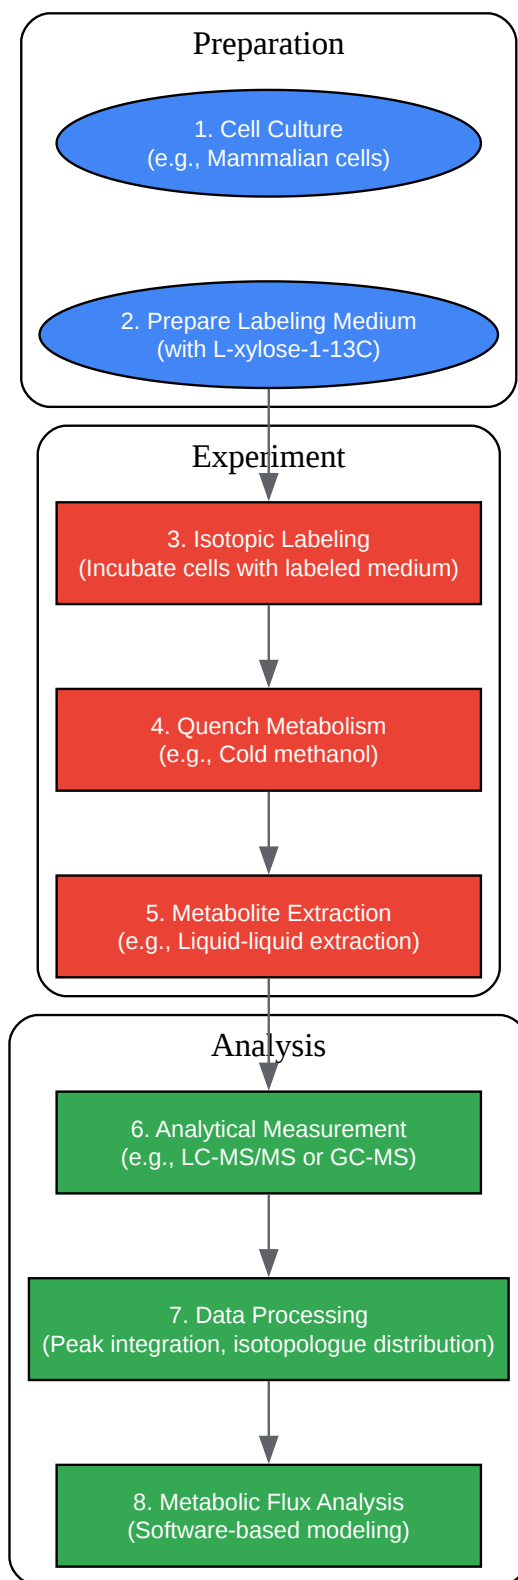 Preparation
1. Cell Culture
(e.g., Mammalian cells)
2. Prepare Labeling Medium
(with L-xylose-1-13C)
Experiment
3. Isotopic Labeling
(Incubate cells with labeled medium)
4. Quench Metabolism
(e.g., Cold methanol)
5. Metabolite Extraction
(e.g., Liquid-liquid extraction)
Analysis
6. Analytical Measurement
(e.g., LC-MS/MS or GC-MS)
7. Data Processing
(Peak integration, isotopologue distribution)
8. Metabolic Flux Analysis
(Software-based modeling)